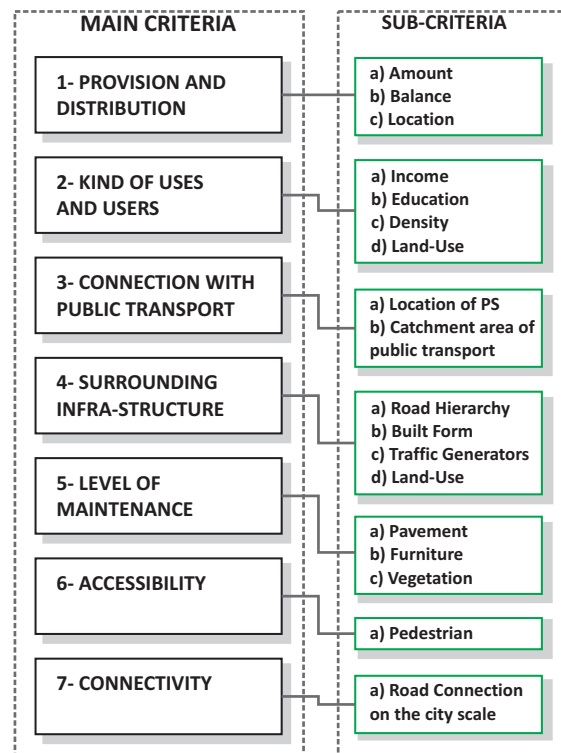 MAIN CRITERIA
SUB-CRITERIA
1- PROVISION AND
DISTRIBUTION
a) Amount
b) Balance
c) Location
2- KIND OF USES
AND USERS
a) Income
b) Education
c) Density
d) Land-Use
3- CONNECTION WITH
PUBLIC TRANSPORT
a) Location of PS
b) Catchment area of
public transport
4- SURROUNDING
INFRA-STRUCTURE
a) Road Hierarchy
b) Built Form
c) Traffic Generators
d) Land-Use
5- LEVEL OF
MAINTENANCE
a) Pavement
b) Furniture
c) Vegetation
6- ACCESSIBILITY
a) Pedestrian
7- CONNECTIVITY
a) Road Connection
on the city scale